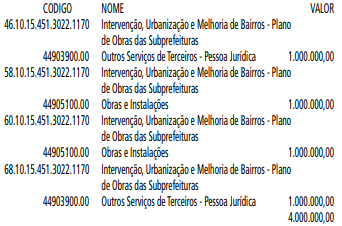 CODIGO NOME VALOR
46.10.15.451.3022.1170 Intervenção, Urbanização e Melhoria de Bairros - Plano
de Obras das Subprefeituras
44903900.00 Outros Serviços de Terceiros - Pessoa Jurídica 1.000.000,00
58.10.15.451.3022.1170 Intervenção, Urbanização e Melhoria de Bairros - Plano
de Obras das Subprefeituras
44905100.00 Obras e Instalações 1.000.000,00
60.10.15.451.3022.1170 Intervenção, Urbanização e Melhoria de Bairros - Plano
de Obras das Subprefeituras
44905100.00 Obras e Instalações 1.000.000,00
68.10.15.451.3022.1170 Intervenção, Urbanização e Melhoria de Bairros - Plano
de Obras das Subprefeituras
44903900.00 Outros Serviços de Terceiros - Pessoa Jurídica 1.000.000,00
4.000.000,00